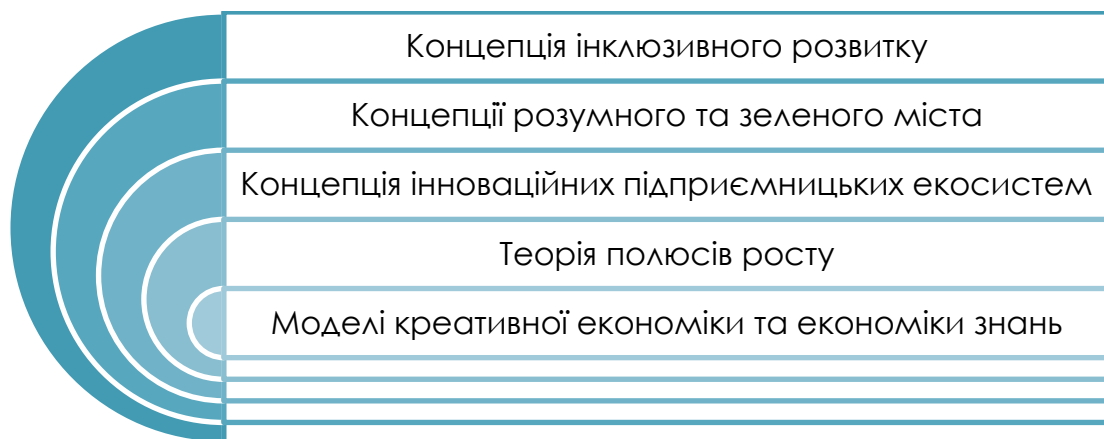 Концепція інклюзивного розвитку
Концепції розумного та зеленого міста
Концепція інноваційних підприємницьких екосистем
Теорія полюсів росту
Моделі креативної економіки та економіки знань